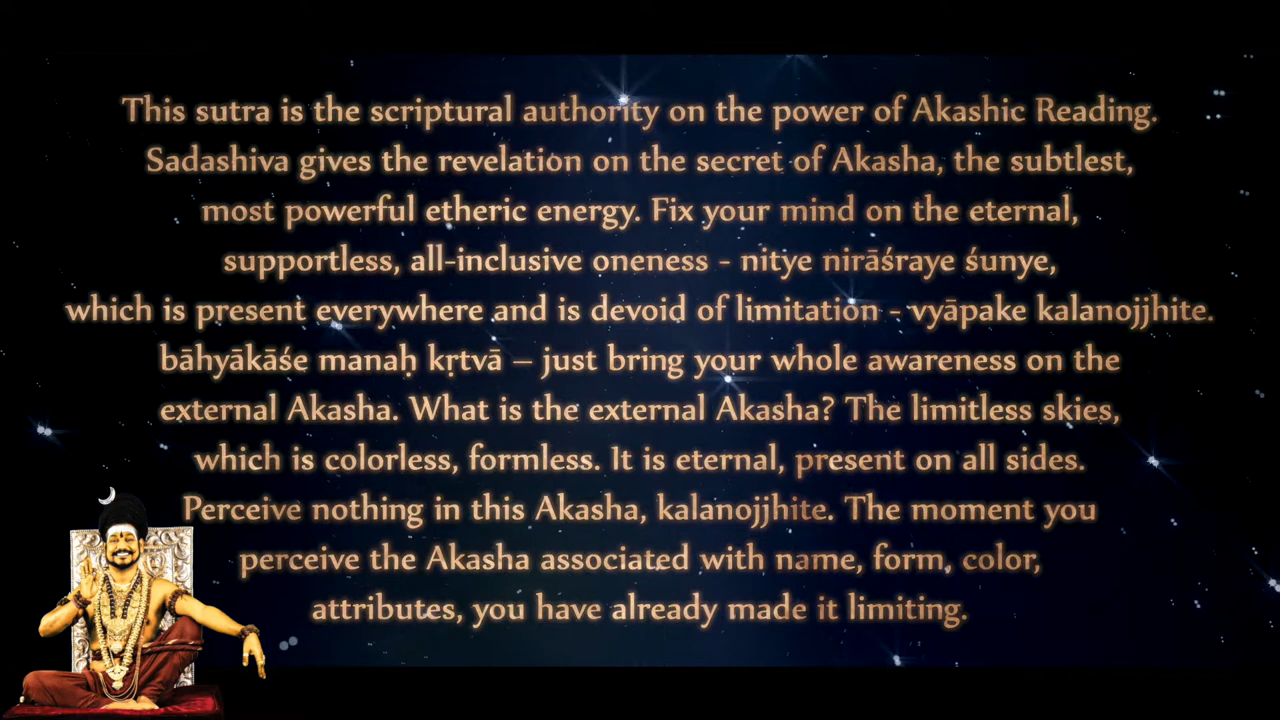 This sutra is the scriptural authority on the power of Akashic Reading.
Sadashiva gives the revelation on the secret of Akasha, the subtlest,
most powerful etheric energy. Fix your mind on the eternal,
supportless, all-inclusive oneness - nitye nirāśraye śunye,
which is present everywhere and is devoid of limitation - vyāpake kalanojjhite.
bāhyākāśe manaḥ kṛtvā – just bring your whole awareness on the
external Akasha. What is the external Akasha? The limitless skies,
which is colorless, formless. It is eternal, present on all sides.
Perceive nothing in this Akasha, kalanojjhite. The moment you
perceive the Akasha associated with name, form, color,
attributes, you have already made it limiting.